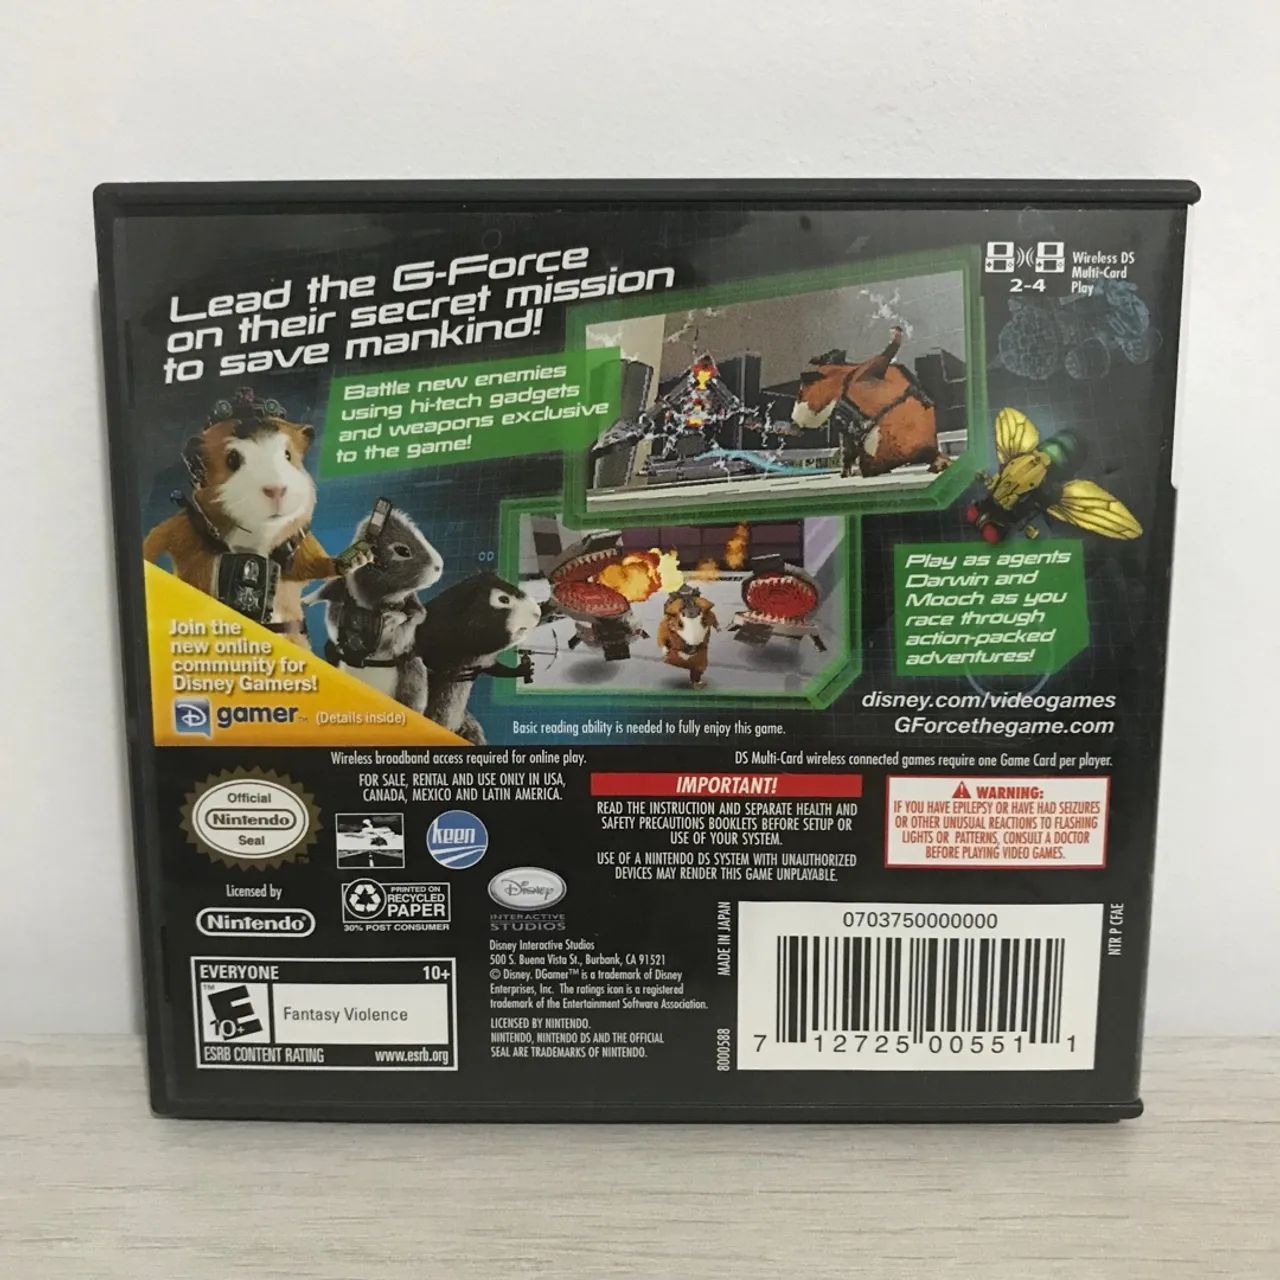 Lead the G-Force
on their secret mission
to save mankind!
Wireless DS
Multi-Card
Play
2-4
Battle new enemies
using hi-tech gadgets
and weapons exclusive
to the game!
Play as agents
Darwin and
Mooch as you
race through
action-packed
adventures!
Join the
new online
community for
Disney Gamers!
D gamer™ (Details inside)
disney.com/videogames
GForcethegame.com
Basic reading ability is needed to fully enjoy this game.
Wireless broadband access required for online play.
DS Multi-Card wireless connected games require one Game Card per player.
Official
Nintendo
Seal
FOR SALE, RENTAL AND USE ONLY IN USA,
CANADA, MEXICO AND LATIN AMERICA.
keen
IMPORTANT!
READ THE INSTRUCTION AND SEPARATE HEALTH AND
SAFETY PRECAUTIONS BOOKLETS BEFORE SETUP OR
USE OF YOUR SYSTEM.
USE OF A NINTENDO DS SYSTEM WITH UNAUTHORIZED
DEVICES MAY RENDER THIS GAME UNPLAYABLE.
WARNING:
IF YOU HAVE EPILEPSY OR HAVE HAD SEIZURES
OR OTHER UNUSUAL REACTIONS TO FLASHING
LIGHTS OR PATTERNS, CONSULT A DOCTOR
BEFORE PLAYING VIDEO GAMES.
Licensed by
Nintendo®
PRINTED ON
RECYCLED
PAPER
30% POST CONSUMER
Disney
INTERACTIVE
STUDIOS
Disney Interactive Studios
500 S. Buena Vista St., Burbank, CA 91521
© Disney. DGamer™ is a trademark of Disney
Enterprises, Inc. The ratings icon is a registered
trademark of the Entertainment Software Association.
LICENSED BY NINTENDO.
NINTENDO, NINTENDO DS AND THE OFFICIAL
SEAL ARE TRADEMARKS OF NINTENDO.
EVERYONE 10+
E
10+
Fantasy Violence
ESRB CONTENT RATING www.esrb.org
MADE IN JAPAN
8000588
0703750000000
7 12725 00551 1
NTR P CFAE